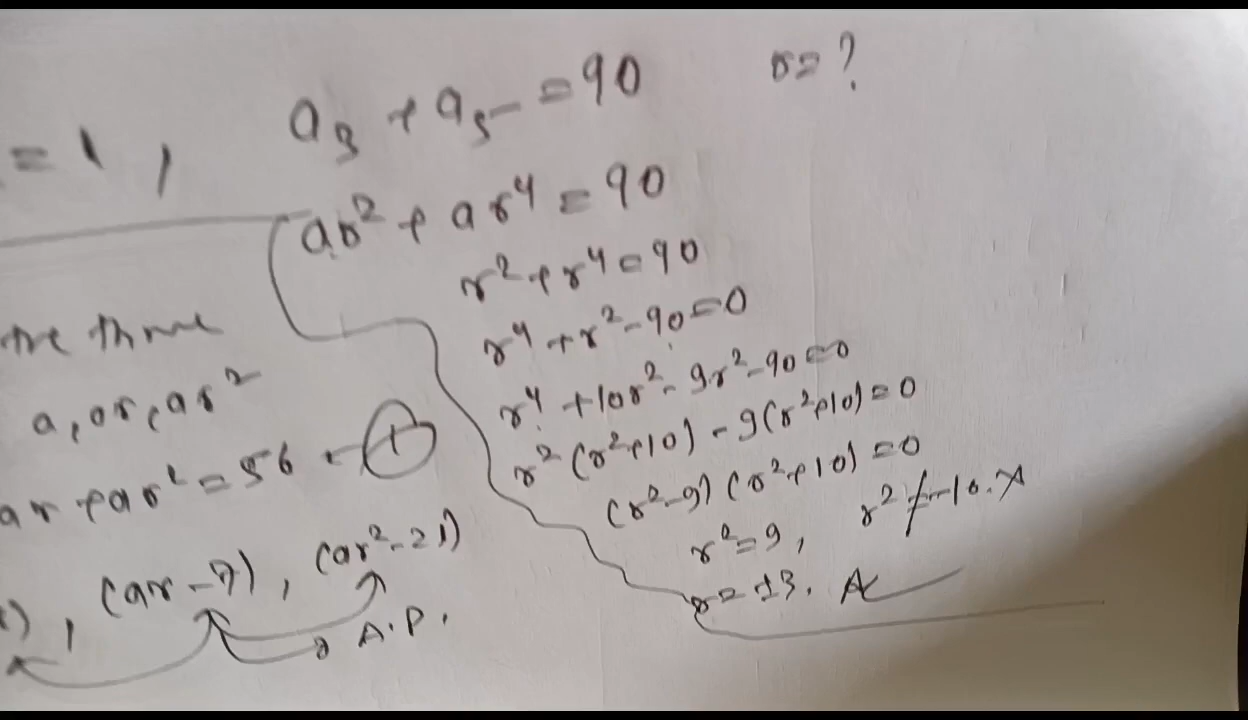 = 1 , a₃ + a₅ = 90 r = ?
ar² + ar⁴ = 90
r² + r⁴ = 90
r⁴ + r² - 90 = 0
r⁴ + 10r² - 9r² - 90 = 0
r² (r² + 10) - 9(r² + 10) = 0
(r² - 9) (r² + 10) = 0
r² = 9 , r² ≠ -10. X
r = ±3.
three
a, ar, ar²
ar + ar² = 56 - ①
) , (ar - 7) , (ar² - 21)
A.P.